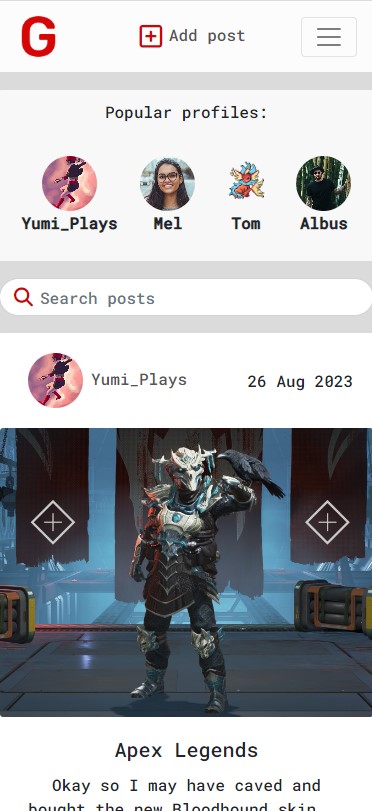 G
Add post
Popular profiles:
Yumi_Plays Mel Tom Albus
Search posts
Yumi_Plays 26 Aug 2023
Apex Legends
Okay so I may have caved and
bought the new Bloodhound skin